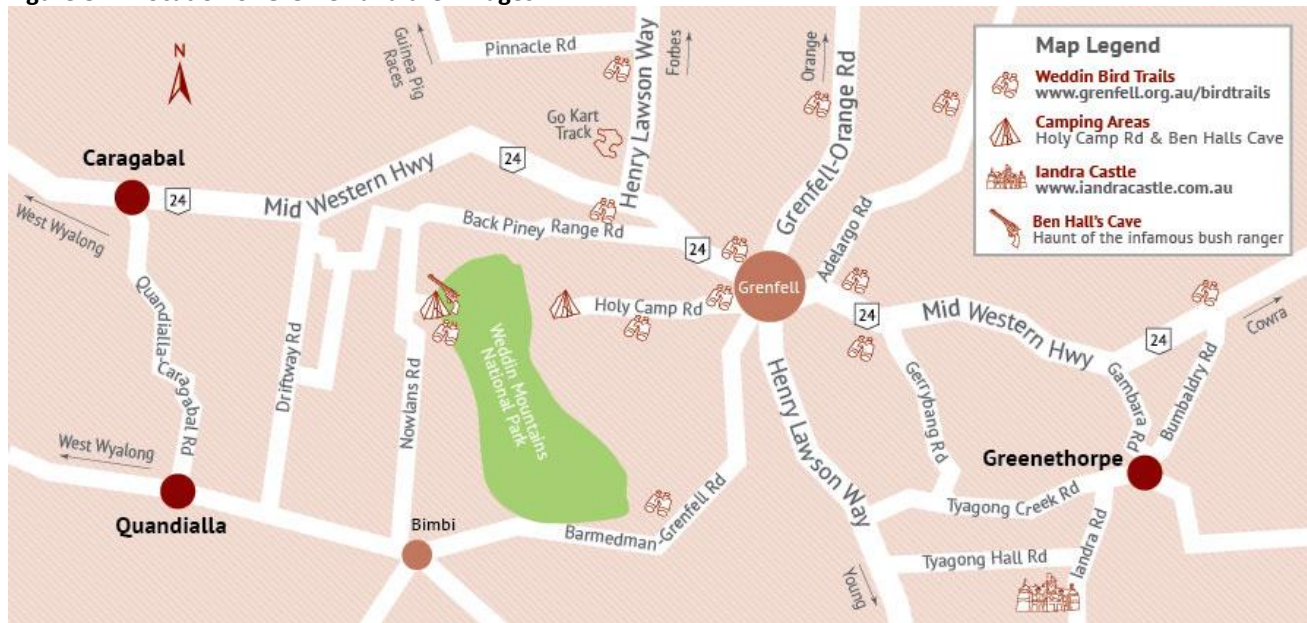 N
Guinea Pig
Races
Pinnacle Rd
Forbes
Henry Lawson Way
Orange
Grenfell-Orange Rd
Map Legend
Weddin Bird Trails
www.grenfell.org.au/birdtrails
Camping Areas
Holy Camp Rd & Ben Halls Cave
Iandra Castle
www.iandracastle.com.au
Ben Hall's Cave
Haunt of the infamous bush ranger
Go Kart
Track
Caragabal
24
Mid Western Hwy
24
West Wyalong
Back Piney Range Rd
24
Adelargo Rd
Grenfell
Holy Camp Rd
24
Mid Western Hwy
24
Cowra
Quandialla-Caragabal Rd
Driftway Rd
Nowlans Rd
Weddin Mountains
National Park
Henry Lawson Way
Gerrybang Rd
Gambara Rd
Bumbaldry Rd
West Wyalong
Greenethorpe
Quandialla
Bimbi
Barmedman-Grenfell Rd
Tyagong Creek Rd
Tyagong Hall Rd
Iandra Rd
Young